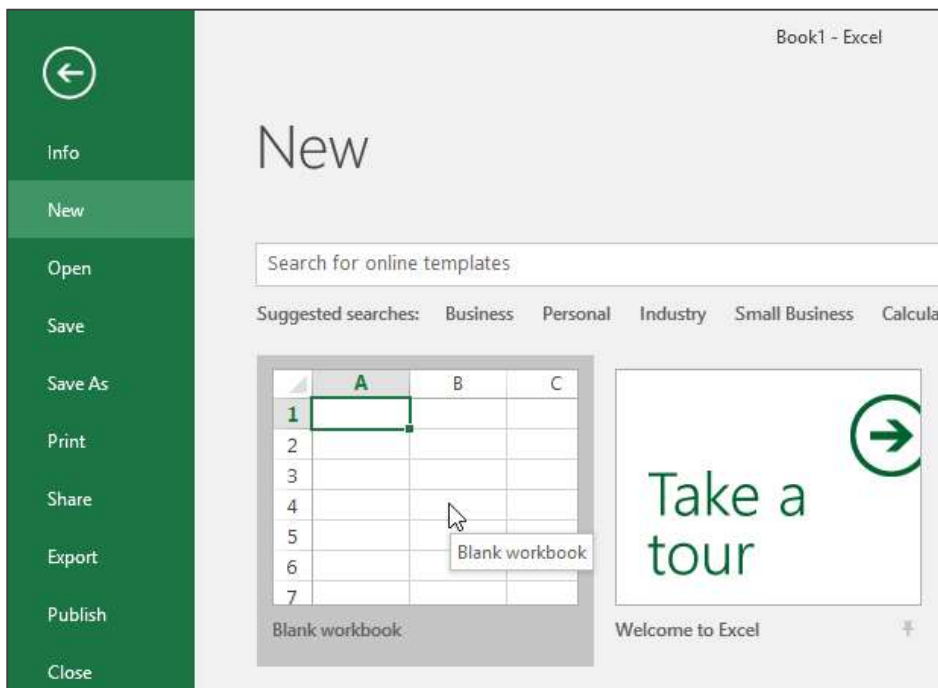 Book1 - Excel
Info
New
Open
Save
Save As
Print
Share
Export
Publish
Close
New
Search for online templates
Suggested searches: Business Personal Industry Small Business Calcula
A B C
1
2
3
4
5
6
7
Blank workbook
Blank workbook
Take a
tour
Welcome to Excel